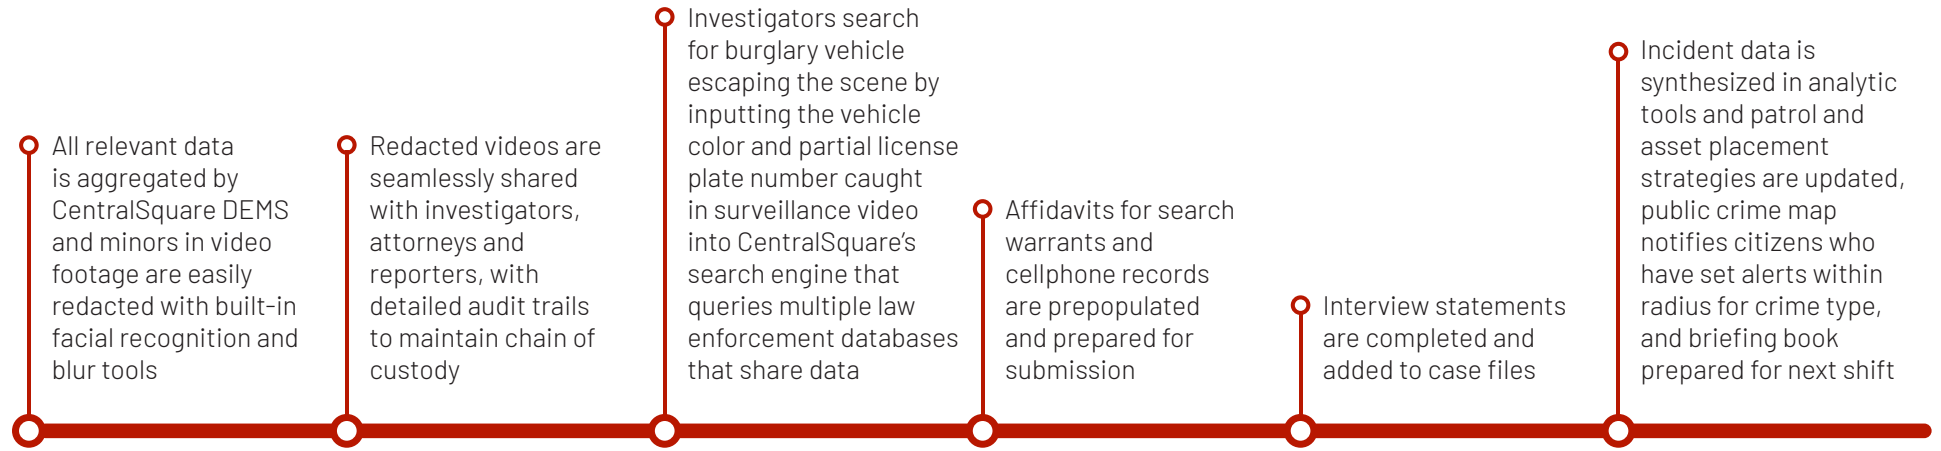 All relevant data
is aggregated by
CentralSquare DEMS
and minors in video
footage are easily
redacted with built-in
facial recognition and
blur tools
Redacted videos are
seamlessly shared
with investigators,
attorneys and
reporters, with
detailed audit trails
to maintain chain of
custody
Investigators search
for burglary vehicle
escaping the scene by
inputting the vehicle
color and partial license
plate number caught
in surveillance video
into CentralSquare's
search engine that
queries multiple law
enforcement databases
that share data
Affidavits for search
warrants and
cellphone records
are prepopulated
and prepared for
submission
Interview statements
are completed and
added to case files
Incident data is
synthesized in analytic
tools and patrol and
asset placement
strategies are updated,
public crime map
notifies citizens who
have set alerts within
radius for crime type,
and briefing book
prepared for next shift